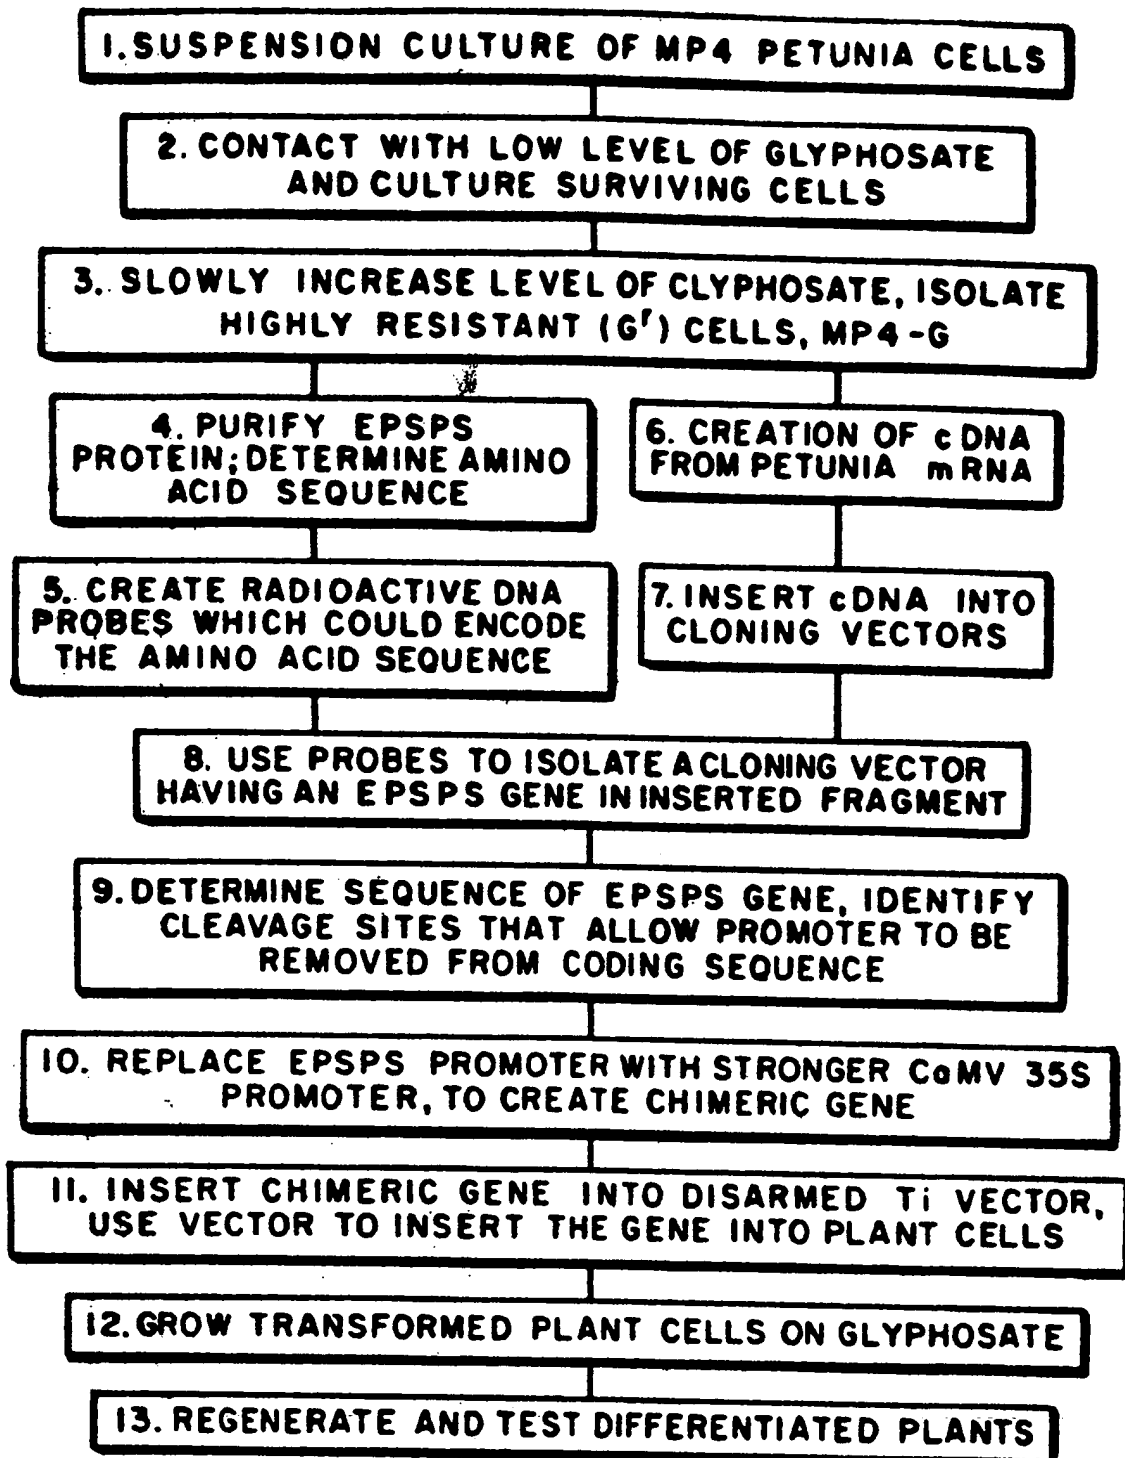 1. SUSPENSION CULTURE OF MP4 PETUNIA CELLS
2. CONTACT WITH LOW LEVEL OF GLYPHOSATE
AND CULTURE SURVIVING CELLS
3. SLOWLY INCREASE LEVEL OF CLYPHOSATE, ISOLATE
HIGHLY RESISTANT (Gʳ) CELLS, MP4-G
4. PURIFY EPSPS
PROTEIN; DETERMINE AMINO
ACID SEQUENCE
5. CREATE RADIOACTIVE DNA
PROBES WHICH COULD ENCODE
THE AMINO ACID SEQUENCE
6. CREATION OF cDNA
FROM PETUNIA mRNA
7. INSERT cDNA INTO
CLONING VECTORS
8. USE PROBES TO ISOLATE A CLONING VECTOR
HAVING AN EPSPS GENE IN INSERTED FRAGMENT
9. DETERMINE SEQUENCE OF EPSPS GENE, IDENTIFY
CLEAVAGE SITES THAT ALLOW PROMOTER TO BE
REMOVED FROM CODING SEQUENCE
10. REPLACE EPSPS PROMOTER WITH STRONGER CaMV 35S
PROMOTER, TO CREATE CHIMERIC GENE
11. INSERT CHIMERIC GENE INTO DISARMED Ti VECTOR,
USE VECTOR TO INSERT THE GENE INTO PLANT CELLS
12. GROW TRANSFORMED PLANT CELLS ON GLYPHOSATE
13. REGENERATE AND TEST DIFFERENTIATED PLANTS